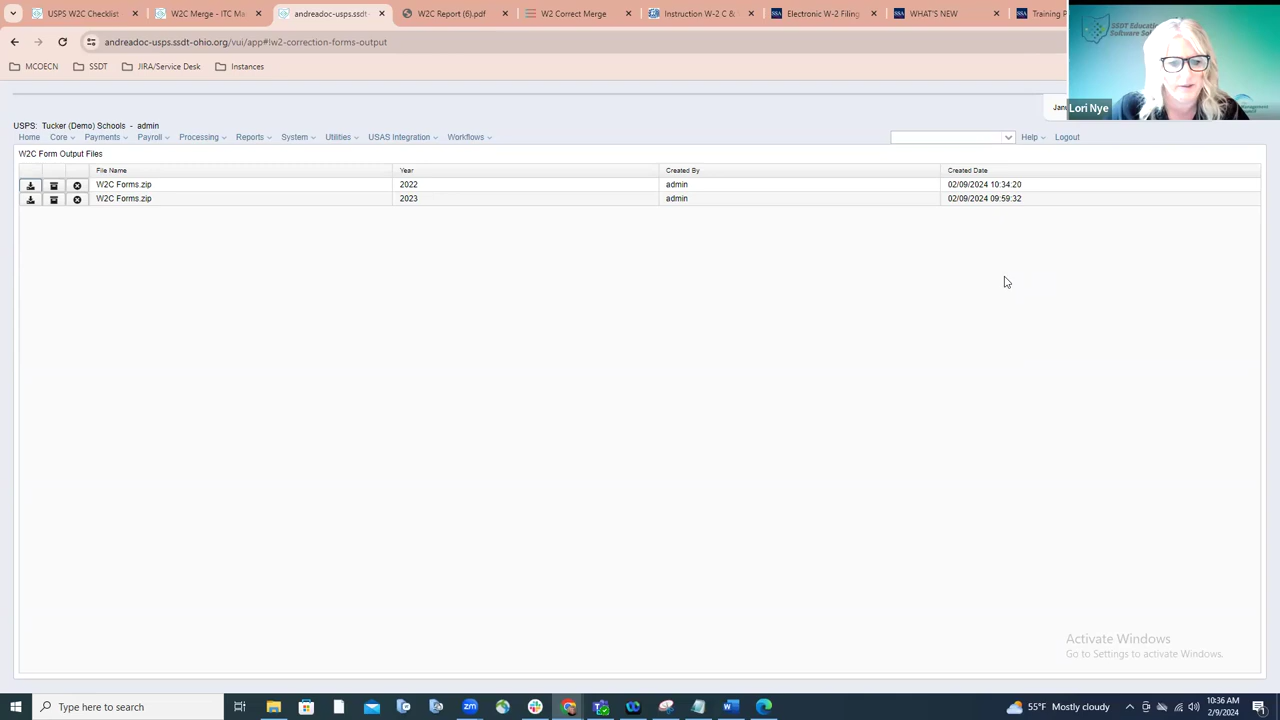 USPS W2C Checklist
W2C Merge - ITC Ma
andreadoc-usps.ssdt-
W2C Report (6).pdf
W2 Correct Merge
Instruction W-2 C &
Electronic W-2 Filing
WHAT'S NEW
Training P
andreadoc-usps.ssdt-ohio.org/vui/app#!w2-correction-forms-output
MCOECN
SSDT
JIRA/Service Desk
Instances
SSDT Educa
Software So
Lori Nye
USPS: Tucker (Demo) Schools - admin
Home Core Payments Payroll Processing Reports System Utilities USAS Integration Workflows Help Logout
W2C Form Output Files
File Name Year Created By Created Date
W2C Forms.zip 2022 admin 02/09/2024 10:34:20
W2C Forms.zip 2023 admin 02/09/2024 09:59:32
Activate Windows
Go to Settings to activate Windows.
Type here to search
55°F Mostly cloudy
10:36 AM
2/9/2024